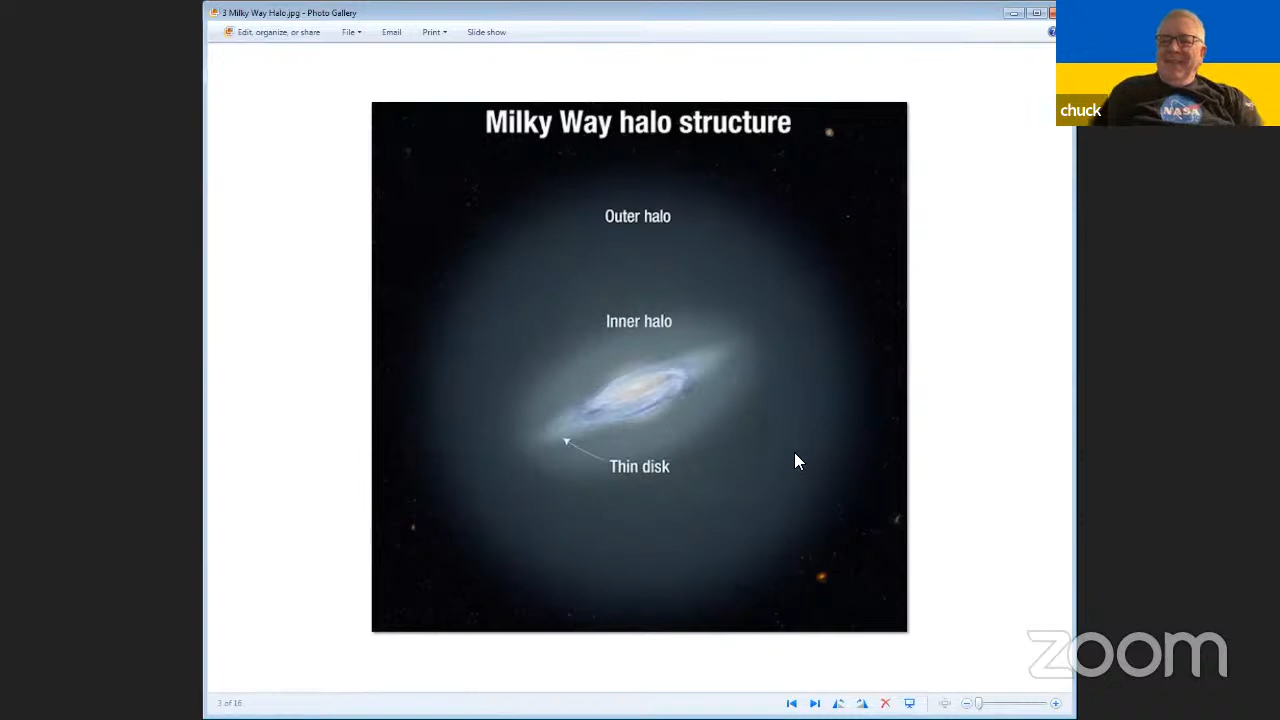 3 Milky Way Halo.jpg - Photo Gallery
Edit, organize, or share File Email Print Slide show
chuck
NASA
Milky Way halo structure
Outer halo
Inner halo
Thin disk
zoom
3 of 16